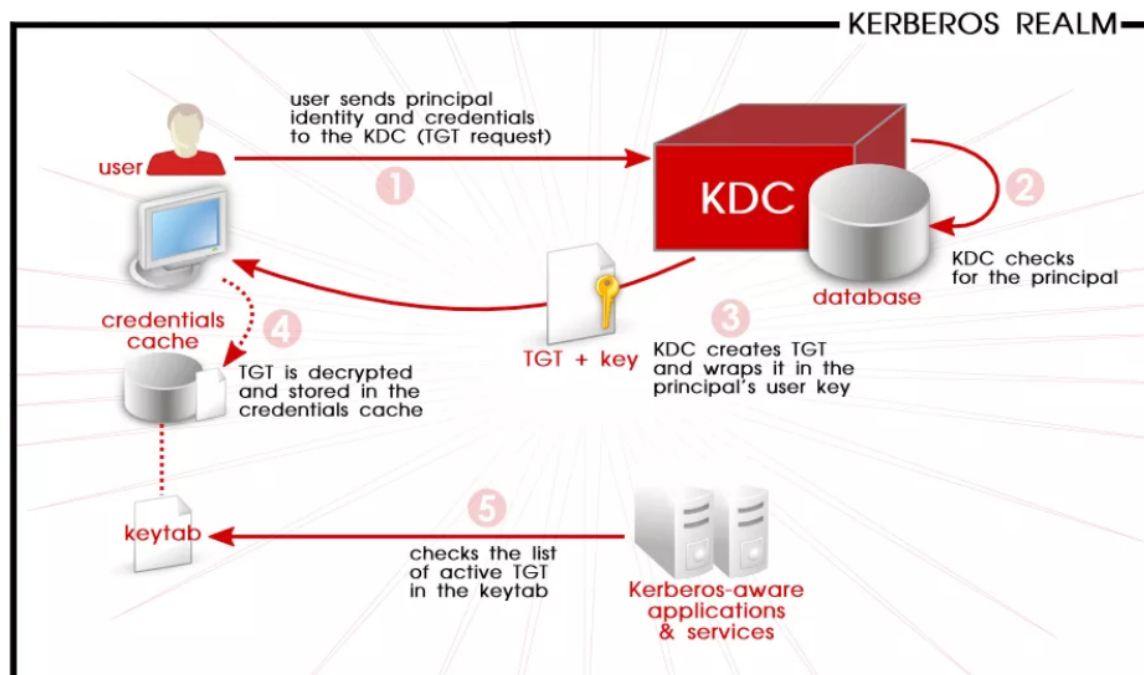 KERBEROS REALM
user sends principal
identity and credentials
to the KDC (TGT request)
user
1
KDC
2
KDC checks
for the principal
database
credentials
cache
4
TGT is decrypted
and stored in the
credentials cache
TGT + key
3
KDC creates TGT
and wraps it in the
principal's user key
keytab
5
checks the list
of active TGT
in the keytab
Kerberos-aware
applications
& services